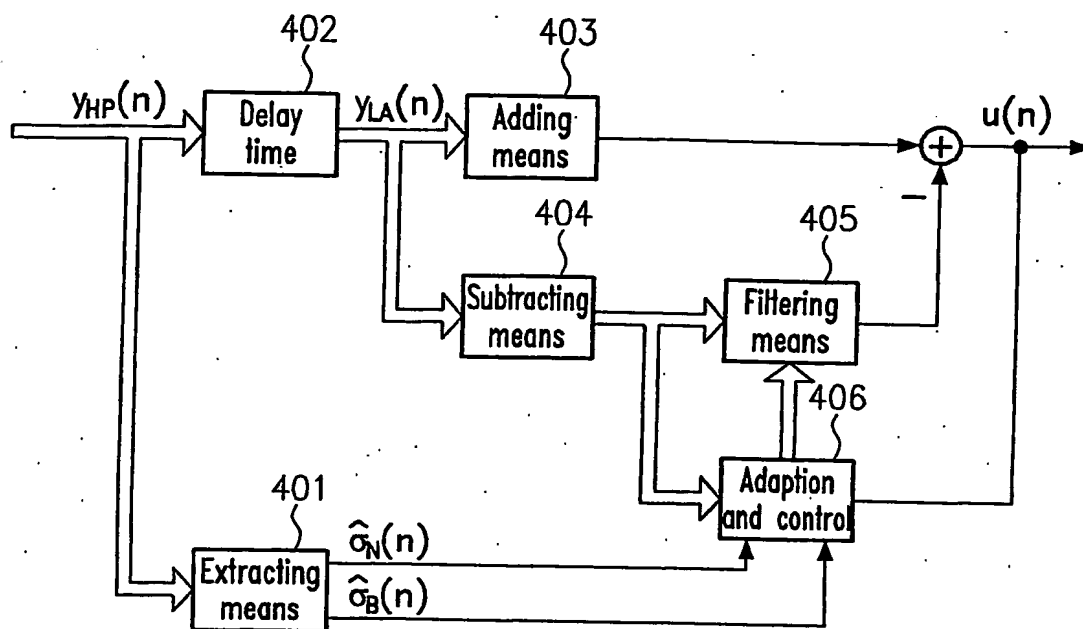 402
403
y_HP(n)
Delay
time
y_LA(n)
Adding
means
+
u(n)
−
404
405
Subtracting
means
Filtering
means
406
401
Adaption
and control
Extracting
means
σ̂_N(n)
σ̂_B(n)